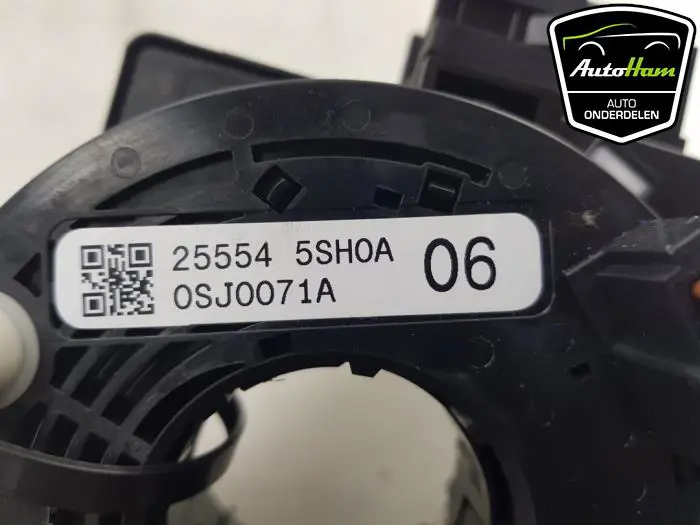 AutoHam
AUTO
ONDERDELEN
25554 5SH0A
0SJ0071A
06